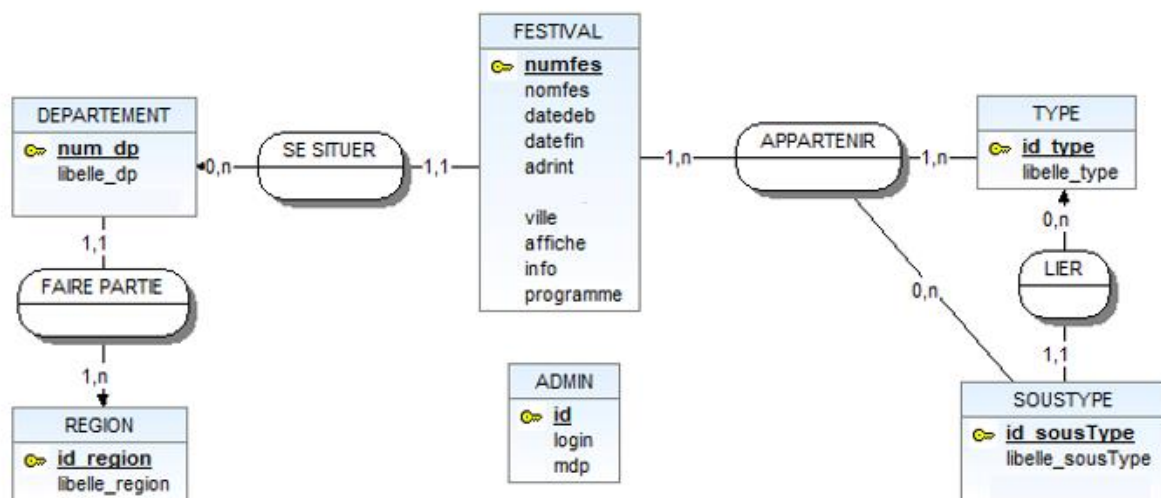 FESTIVAL
numfes
nomfes
datedeb
datefin
adrint
ville
affiche
info
programme
DEPARTEMENT
num_dp
libelle_dp
SE SITUER
0,n
1,1
APPARTENIR
1,n
1,n
0,n
TYPE
id_type
libelle_type
0,n
LIER
1,1
1,1
FAIRE PARTIE
1,n
REGION
id_region
libelle_region
ADMIN
id
login
mdp
SOUSTYPE
id_sousType
libelle_sousType